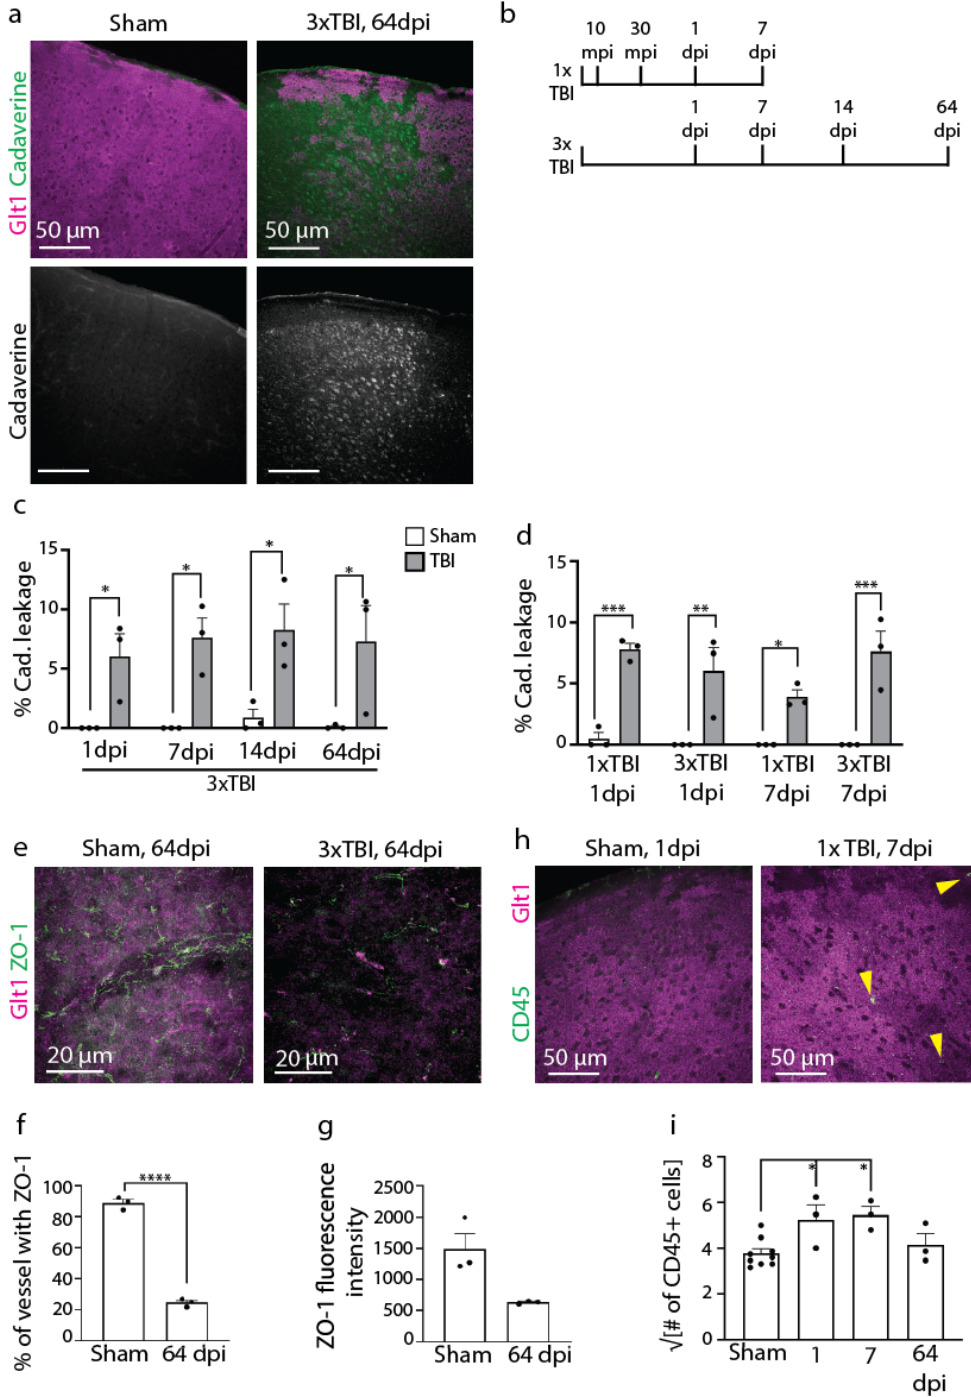 a
Sham
3xTBI, 64dpi
Glt1 Cadaverine
50 µm
50 µm
Cadaverine
b
10 mpi
30 mpi
1 dpi
7 dpi
1x TBI
1 dpi
7 dpi
14 dpi
64 dpi
3x TBI
c
% Cad. leakage
15
10
5
0
*
*
*
*
Sham
TBI
1dpi
7dpi
14dpi
64dpi
3xTBI
d
% Cad. leakage
15
10
5
0
***
**
*
***
1xTBI 3xTBI 1xTBI 3xTBI
1dpi 1dpi 7dpi 7dpi
e
Sham, 64dpi
3xTBI, 64dpi
Glt1 ZO-1
20 µm
20 µm
h
Sham, 1dpi
1x TBI, 7dpi
CD45 Glt1
50 µm
50 µm
f
% of vessel with ZO-1
100
80
60
40
20
0
****
Sham 64 dpi
g
ZO-1 fluorescence
intensity
2500
2000
1500
1000
500
0
Sham 64 dpi
i
√[# of CD45+ cells]
8
6
4
2
0
*
*
Sham 1 7 64
dpi